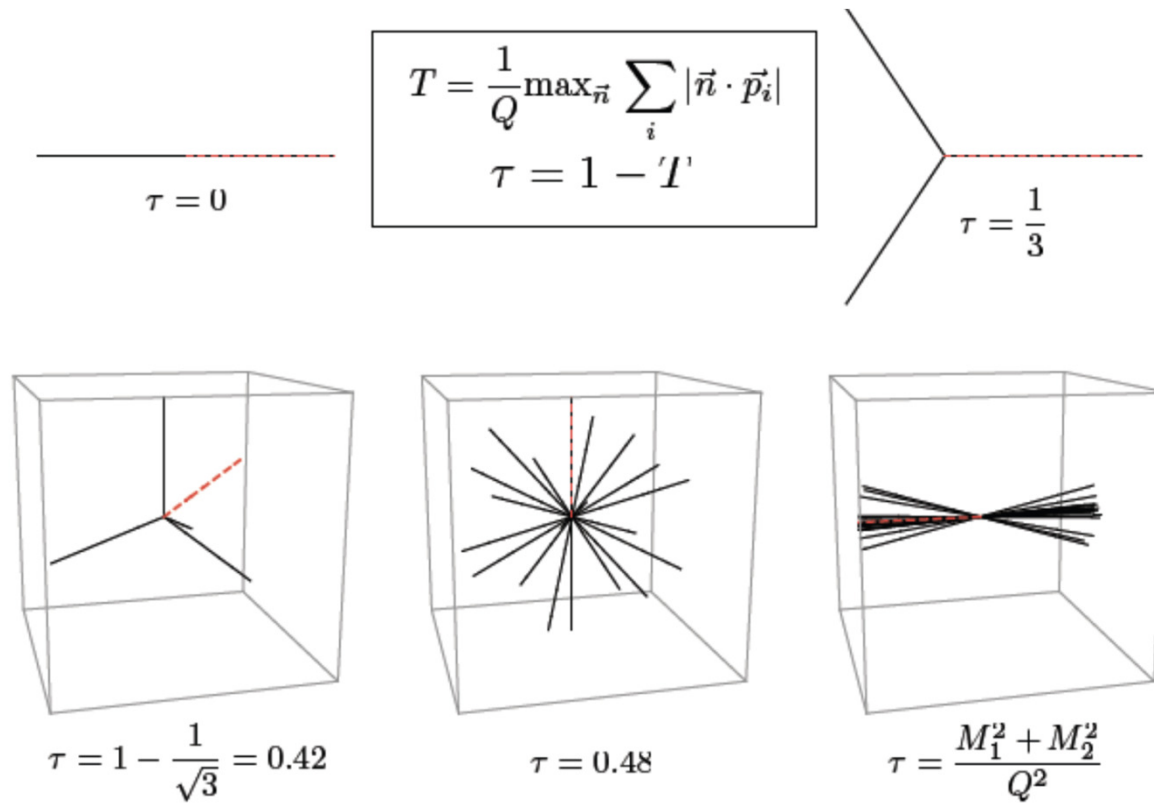 T = \frac{1}{Q} \max_{\vec{n}} \sum_i |\vec{n} \cdot \vec{p_i}|
τ = 1 − T
τ = 0
τ = \frac{1}{3}
τ = 1 − \frac{1}{\sqrt{3}} = 0.42
τ = 0.48
τ = \frac{M_1^2 + M_2^2}{Q^2}